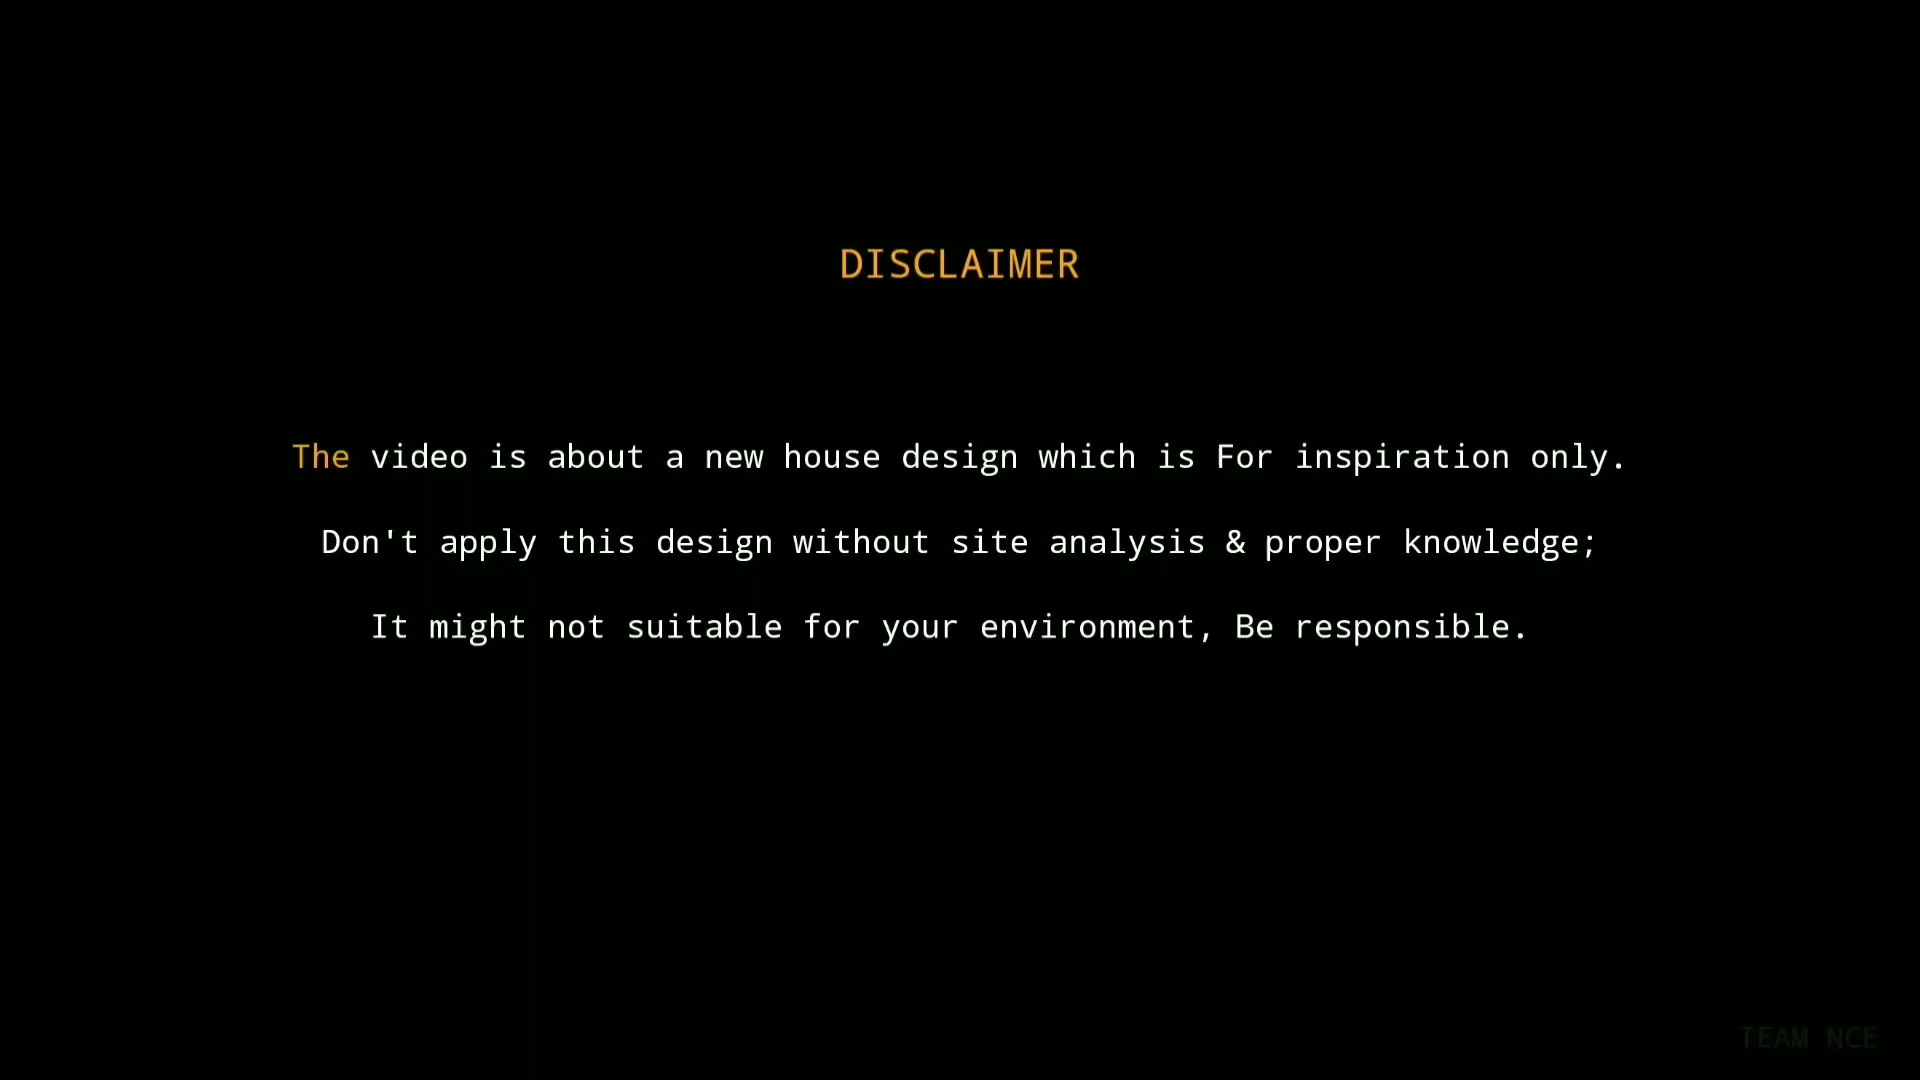 DISCLAIMER
The video is about a new house design which is For inspiration only.
Don't apply this design without site analysis & proper knowledge;
It might not suitable for your environment, Be responsible.
TEAM NCE